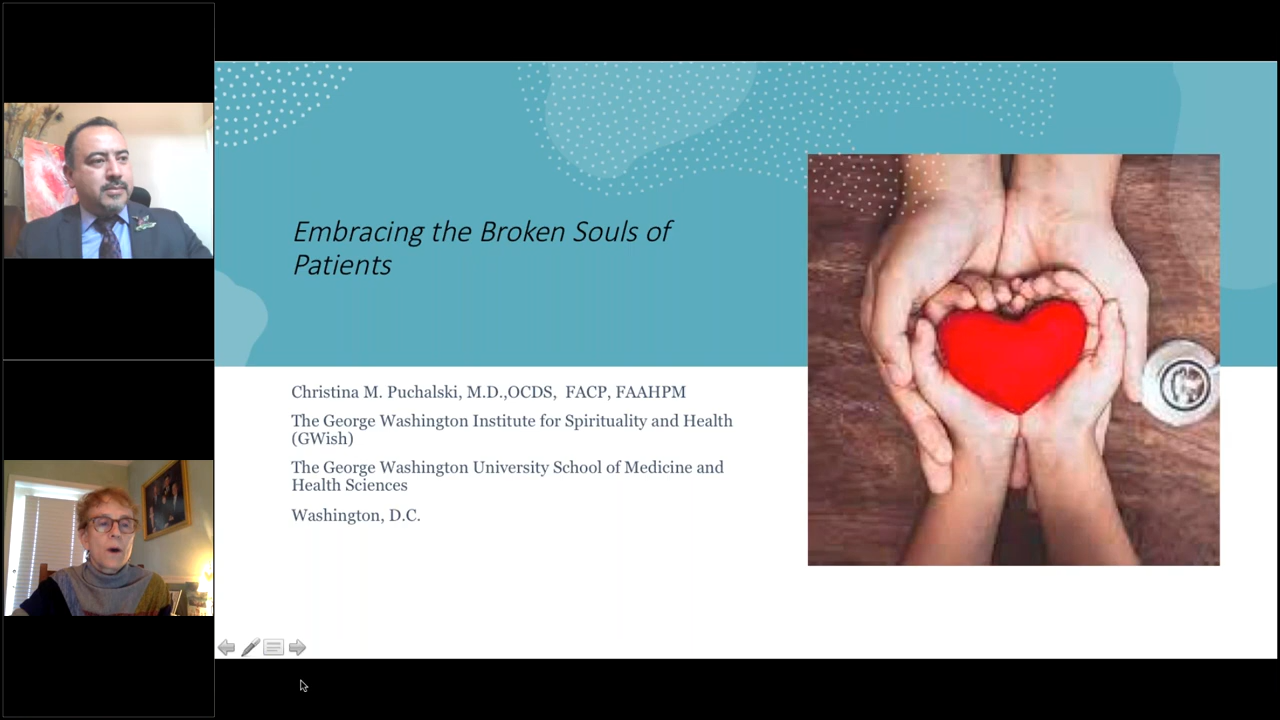 Embracing the Broken Souls of
Patients
Christina M. Puchalski, M.D.,OCDS, FACP, FAAHPM
The George Washington Institute for Spirituality and Health
(GWish)
The George Washington University School of Medicine and
Health Sciences
Washington, D.C.